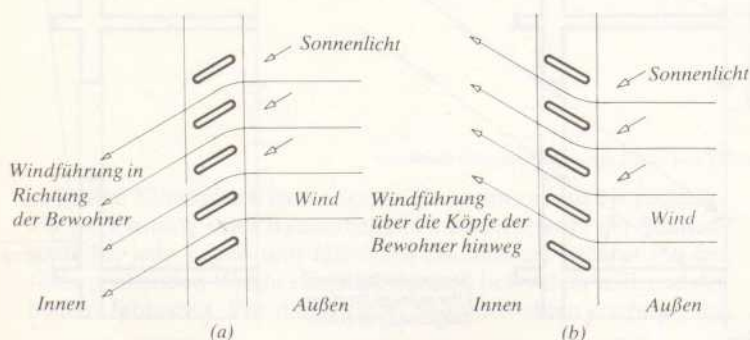 Sonnenlicht
Windführung in
Richtung
der Bewohner
Wind
Innen
Außen
(a)
Sonnenlicht
Windführung
über die Köpfe der
Bewohner hinweg
Wind
Innen
Außen
(b)